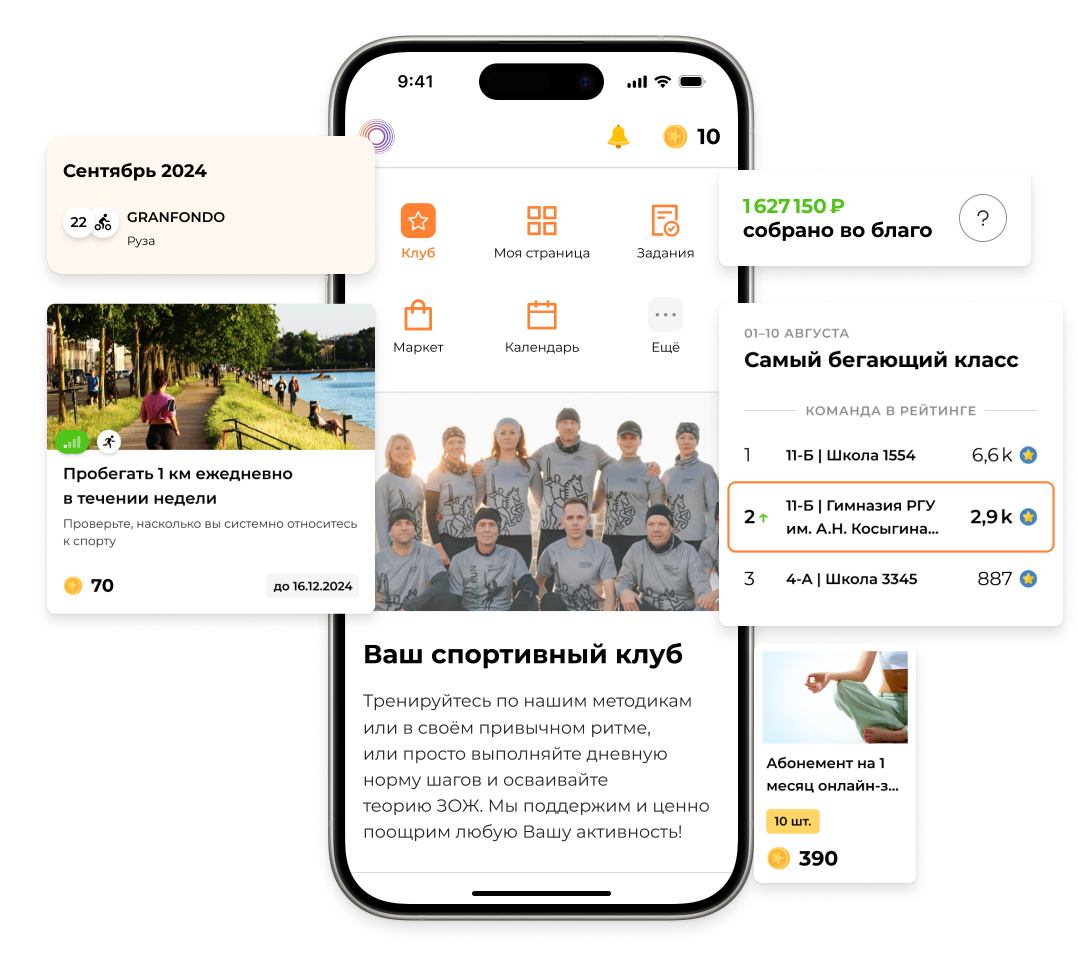 9:41
10
Сентябрь 2024
22
GRANFONDO
Руза
Клуб
Моя страница
Задания
Маркет
Календарь
Ещё
1 627 150 ₽
собрано во благо
?
Пробегать 1 км ежедневно
в течении недели
Проверьте, насколько вы системно относитесь
к спорту
70
до 16.12.2024
01–10 АВГУСТА
Самый бегающий класс
КОМАНДА В РЕЙТИНГЕ
1 11-Б | Школа 1554 6,6 k
2 11-Б | Гимназия РГУ
им. А.Н. Косыгина... 2,9 k
3 4-А | Школа 3345 887
Ваш спортивный клуб
Тренируйтесь по нашим методикам
или в своём привычном ритме,
или просто выполняйте дневную
норму шагов и осваивайте
теорию ЗОЖ. Мы поддержим и ценно
поощрим любую Вашу активность!
Абонемент на 1
месяц онлайн-з...
10 шт.
390